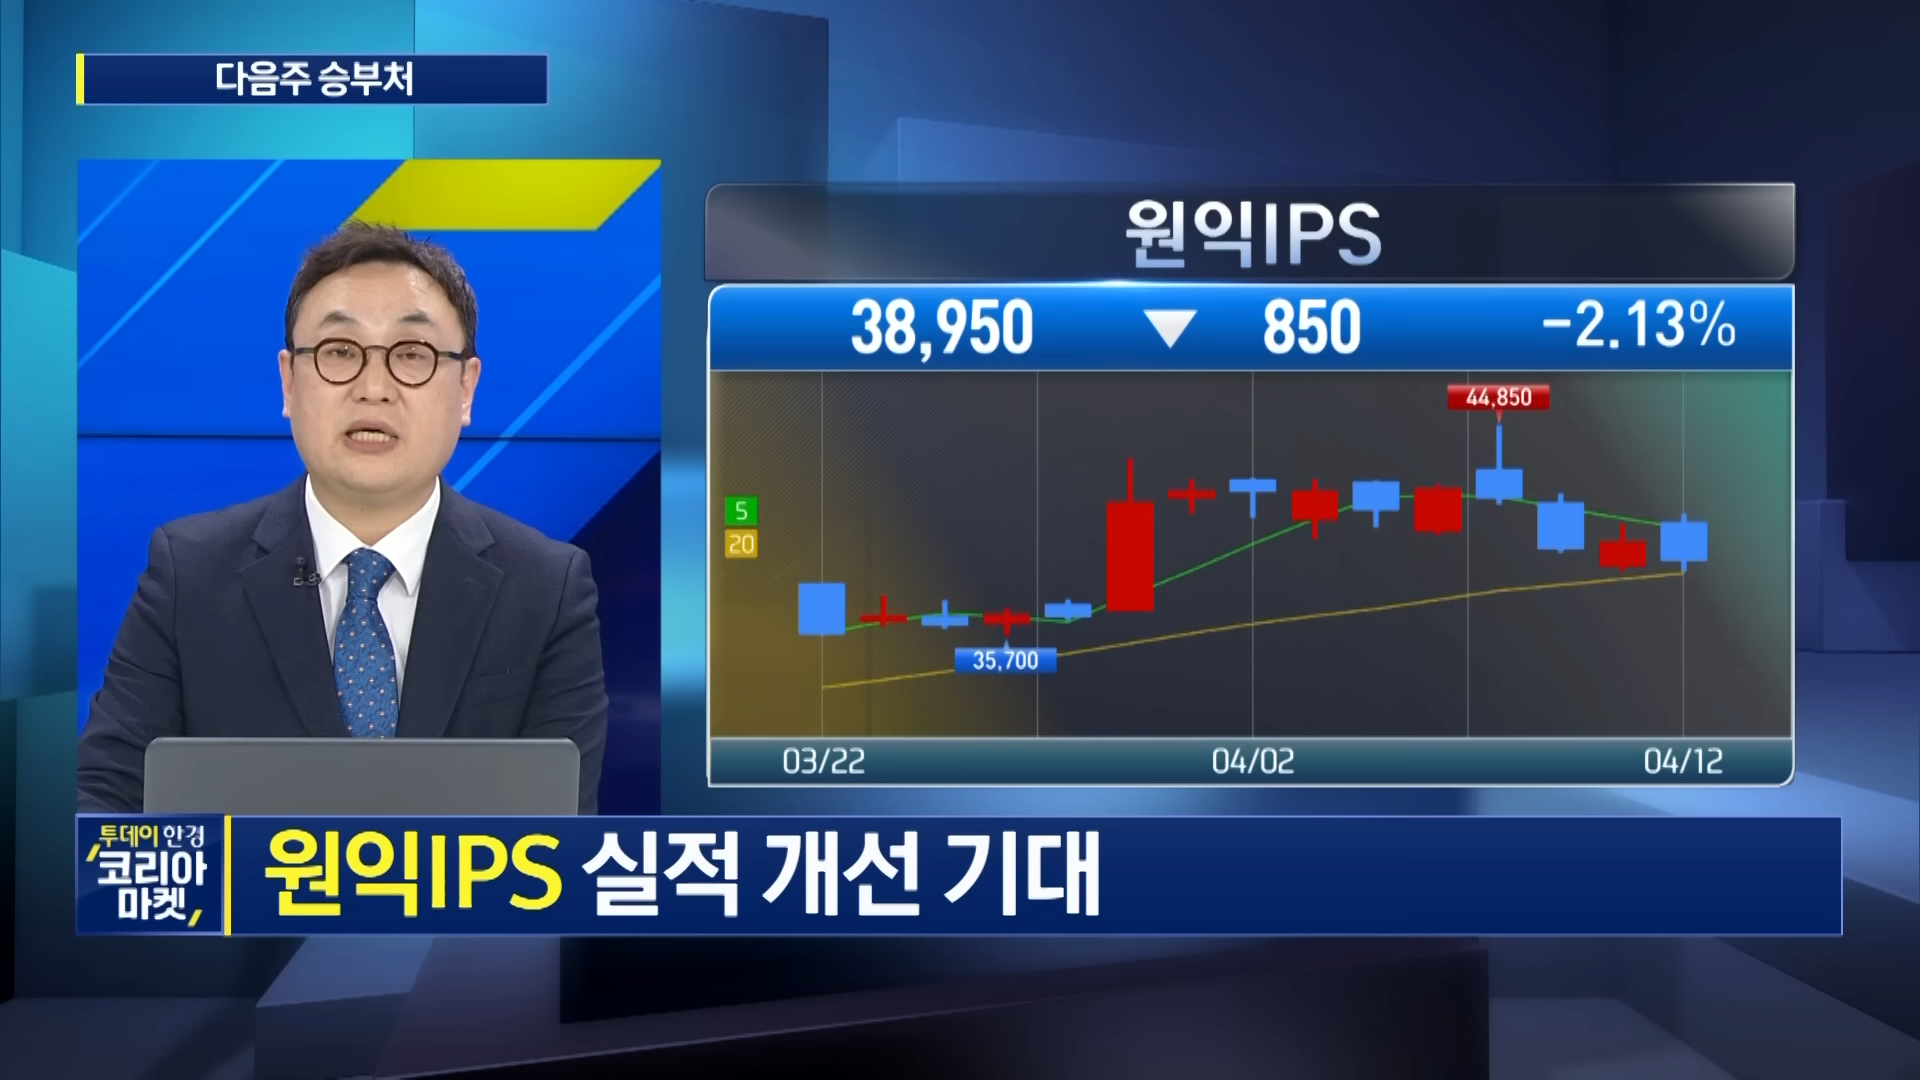 다음주 승부처
원익IPS
38,950 ▼ 850 -2.13%
44,850
5
20
35,700
03/22 04/02 04/12
투데이 한경
코리아
마켓
원익IPS 실적 개선 기대